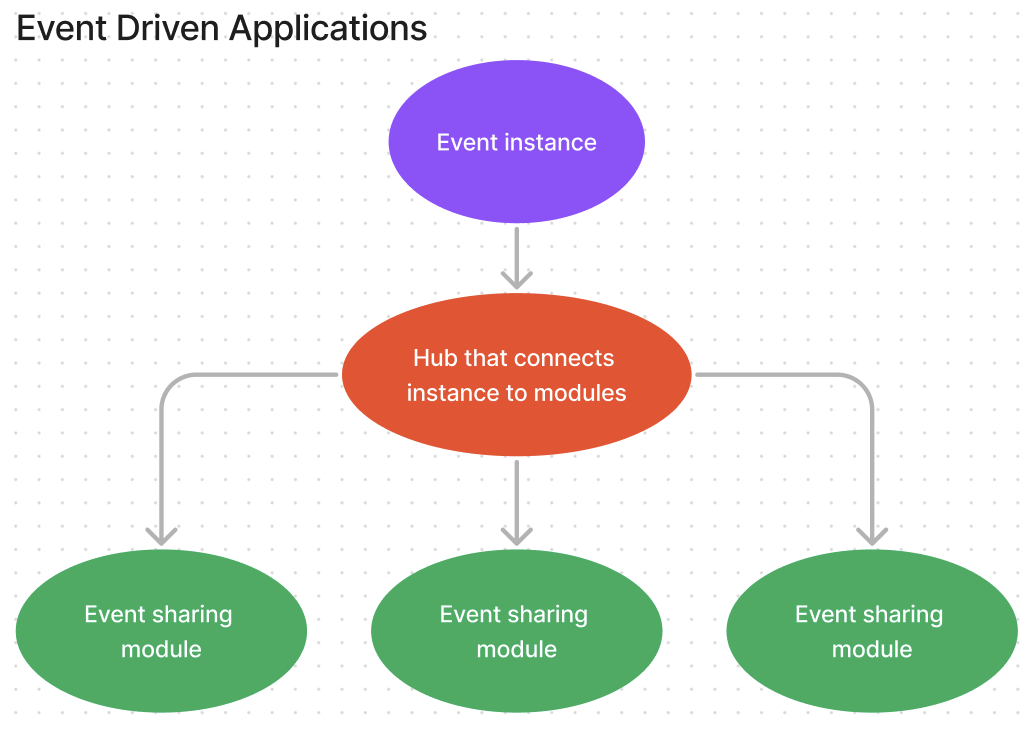 Event Driven Applications
Event instance
Hub that connects
instance to modules
Event sharing
module
Event sharing
module
Event sharing
module